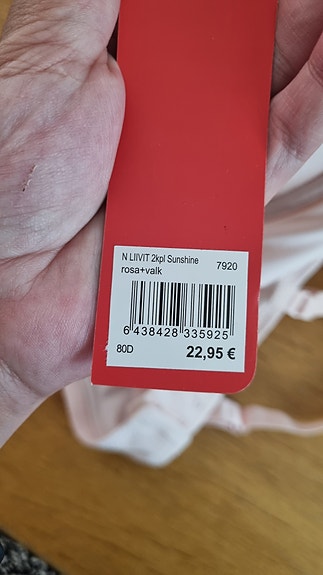 N LIIVIT 2kpl Sunshine 7920
rosa+valk
6 438428 335925
80D 22,95 €